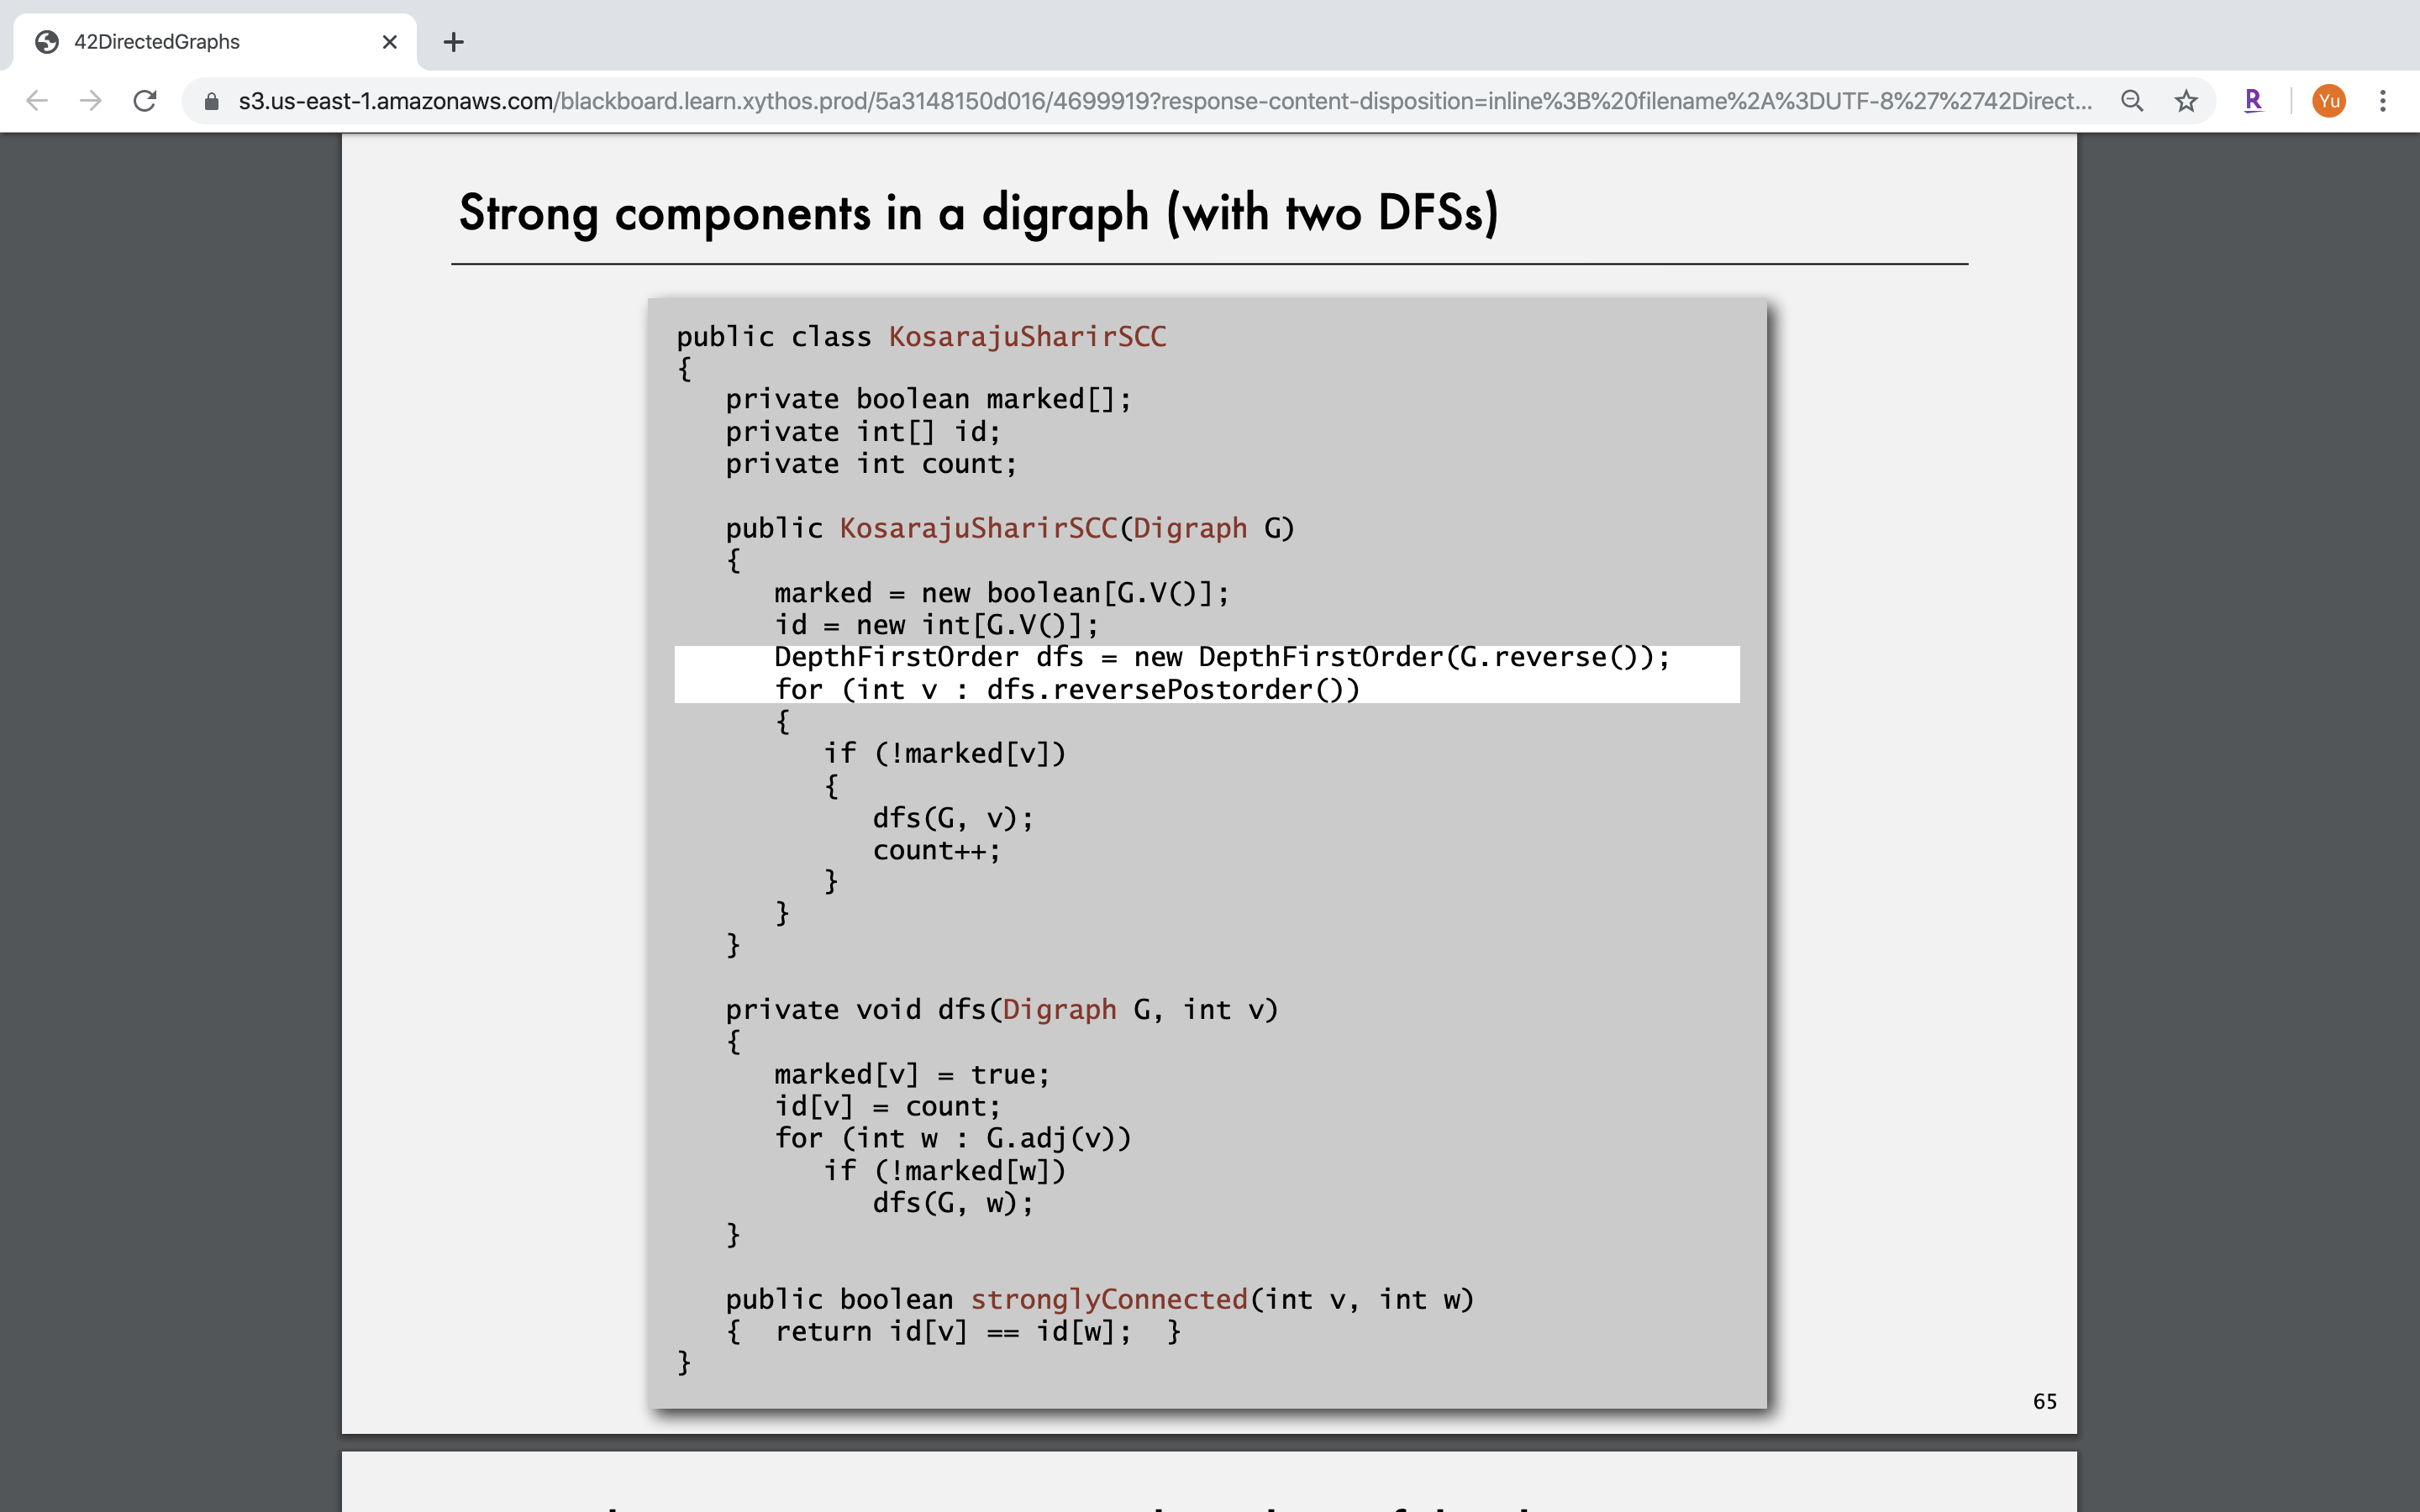 42DirectedGraphs
s3.us-east-1.amazonaws.com/blackboard.learn.xythos.prod/5a3148150d016/4699919?response-content-disposition=inline%3B%20filename%2A%3DUTF-8%27%2742Direct...
R
Yu
Strong components in a digraph (with two DFSs)
public class KosarajuSharirSCC
{
private boolean marked[];
private int[] id;
private int count;
public KosarajuSharirSCC(Digraph G)
{
marked = new boolean[G.V()];
id = new int[G.V()];
DepthFirstOrder dfs = new DepthFirstOrder(G.reverse());
for (int v : dfs.reversePostorder())
{
if (!marked[v])
{
dfs(G, v);
count++;
}
}
}
private void dfs(Digraph G, int v)
{
marked[v] = true;
id[v] = count;
for (int w : G.adj(v))
if (!marked[w])
dfs(G, w);
}
public boolean stronglyConnected(int v, int w)
{ return id[v] == id[w]; }
}
65